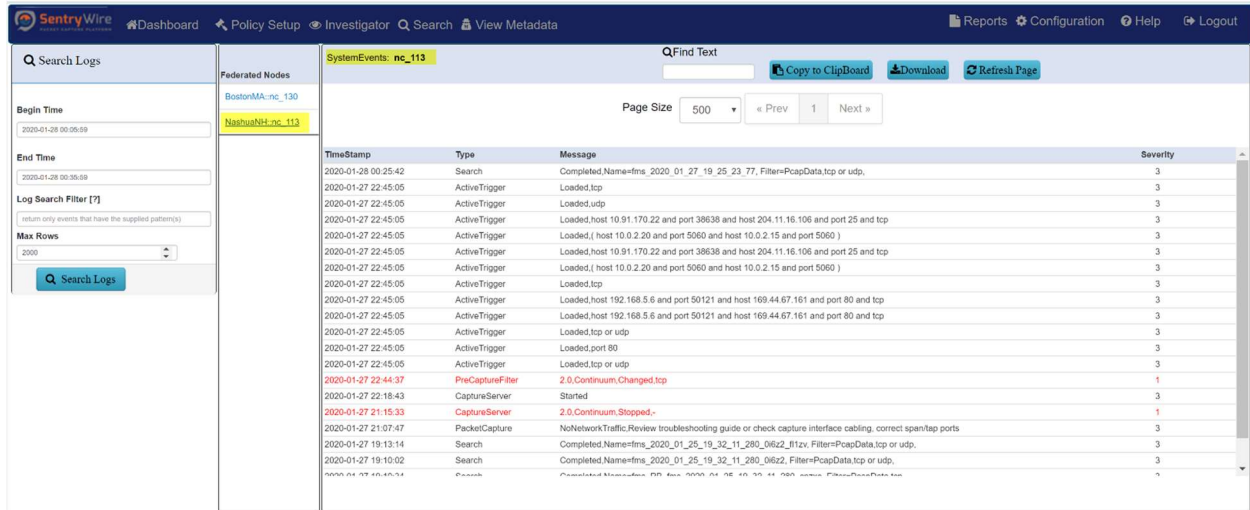 SentryWire
PACKET CAPTURE PLATFORM
Dashboard Policy Setup Investigator Search View Metadata Reports Configuration Help Logout
Search Logs
Begin Time
2020-01-28 00:05:59
End Time
2020-01-28 00:35:59
Log Search Filter [?]
return only events that have the supplied pattern(s)
Max Rows
2000
Search Logs
Federated Nodes
BostonMA::nc_130
NashuaNH::nc_113
SystemEvents: nc_113
Find Text
Copy to ClipBoard Download Refresh Page
Page Size 500 « Prev 1 Next »
TimeStamp Type Message Severity
2020-01-28 00:25:42 Search Completed,Name=fms_2020_01_27_19_25_23_77, Filter=PcapData,tcp or udp, 3
2020-01-27 22:45:05 ActiveTrigger Loaded,tcp 3
2020-01-27 22:45:05 ActiveTrigger Loaded,udp 3
2020-01-27 22:45:05 ActiveTrigger Loaded,host 10.91.170.22 and port 38638 and host 204.11.16.106 and port 25 and tcp 3
2020-01-27 22:45:05 ActiveTrigger Loaded,( host 10.0.2.20 and port 5060 and host 10.0.2.15 and port 5060 ) 3
2020-01-27 22:45:05 ActiveTrigger Loaded,host 10.91.170.22 and port 38638 and host 204.11.16.106 and port 25 and tcp 3
2020-01-27 22:45:05 ActiveTrigger Loaded,( host 10.0.2.20 and port 5060 and host 10.0.2.15 and port 5060 ) 3
2020-01-27 22:45:05 ActiveTrigger Loaded,tcp 3
2020-01-27 22:45:05 ActiveTrigger Loaded,host 192.168.5.6 and port 50121 and host 169.44.67.161 and port 80 and tcp 3
2020-01-27 22:45:05 ActiveTrigger Loaded,host 192.168.5.6 and port 50121 and host 169.44.67.161 and port 80 and tcp 3
2020-01-27 22:45:05 ActiveTrigger Loaded,tcp or udp 3
2020-01-27 22:45:05 ActiveTrigger Loaded,port 80 3
2020-01-27 22:45:05 ActiveTrigger Loaded,tcp or udp 3
2020-01-27 22:44:37 PreCaptureFilter 2.0,Continuum,Changed,tcp 1
2020-01-27 22:18:43 CaptureServer Started 3
2020-01-27 21:15:33 CaptureServer 2.0,Continuum,Stopped,- 1
2020-01-27 21:07:47 PacketCapture NoNetworkTraffic,Review troubleshooting guide or check capture interface cabling, correct span/tap ports 3
2020-01-27 19:13:14 Search Completed,Name=fms_2020_01_25_19_32_11_280_0i6z2_fl1zv, Filter=PcapData,tcp or udp, 3
2020-01-27 19:10:02 Search Completed,Name=fms_2020_01_25_19_32_11_280_0i6z2, Filter=PcapData,tcp or udp, 3